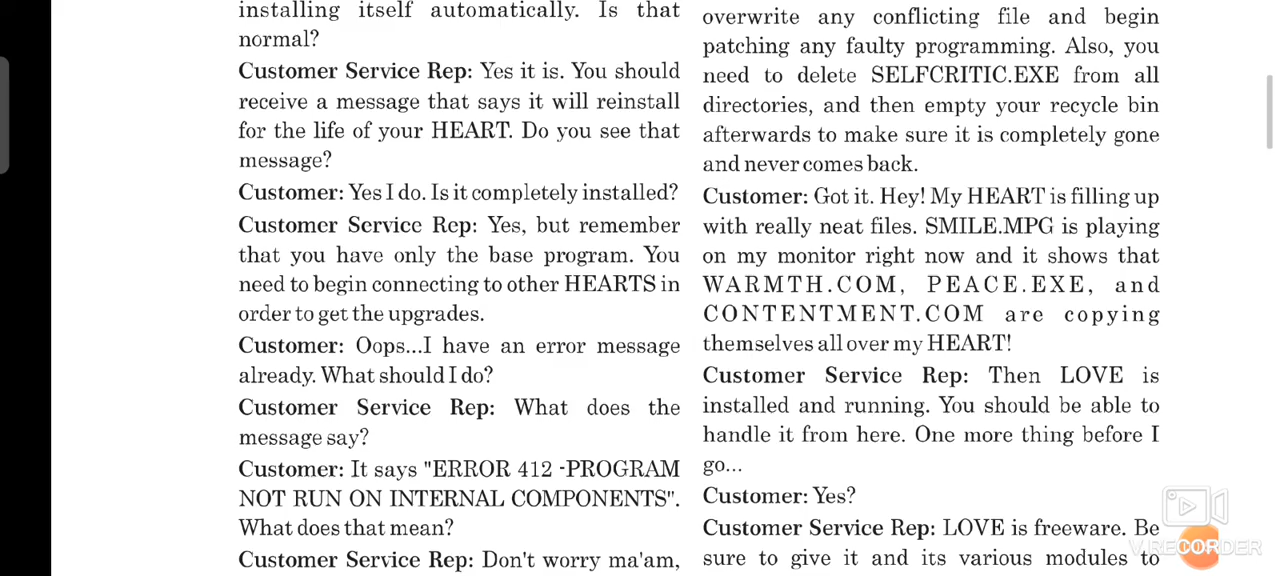 installing itself automatically. Is that
normal?
Customer Service Rep: Yes it is. You should
receive a message that says it will reinstall
for the life of your HEART. Do you see that
message?
Customer: Yes I do. Is it completely installed?
Customer Service Rep: Yes, but remember
that you have only the base program. You
need to begin connecting to other HEARTS in
order to get the upgrades.
Customer: Oops...I have an error message
already. What should I do?
Customer Service Rep: What does the
message say?
Customer: It says "ERROR 412 -PROGRAM
NOT RUN ON INTERNAL COMPONENTS".
What does that mean?
Customer Service Rep: Don't worry ma'am,
overwrite any conflicting file and begin
patching any faulty programming. Also, you
need to delete SELFCRITIC.EXE from all
directories, and then empty your recycle bin
afterwards to make sure it is completely gone
and never comes back.
Customer: Got it. Hey! My HEART is filling up
with really neat files. SMILE.MPG is playing
on my monitor right now and it shows that
WARMTH.COM, PEACE.EXE, and
CONTENTMENT.COM are copying
themselves all over my HEART!
Customer Service Rep: Then LOVE is
installed and running. You should be able to
handle it from here. One more thing before I
go...
Customer: Yes?
Customer Service Rep: LOVE is freeware. Be
sure to give it and its various modules to
V.RECORDER